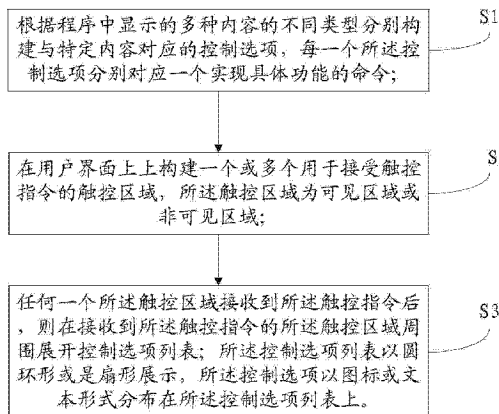 根据程序中显示的多种内容的不同类型分别构
建与特定内容对应的控制选项，每一个所述控
制选项分别对应一个实现具体功能的命令；
S1
在用户界面上上构建一个或多个用于接受触控
指令的触控区域，所述触控区域为可见区域或
非可见区域；
S
任何一个所述触控区域接收到所述触控指令后
，则在接收到所述触控指令的所述触控区域周
围展开控制选项列表；所述控制选项列表以圆
环形或是扇形展示，所述控制选项以图标或文
本形式分布在所述控制选项列表上。
S3